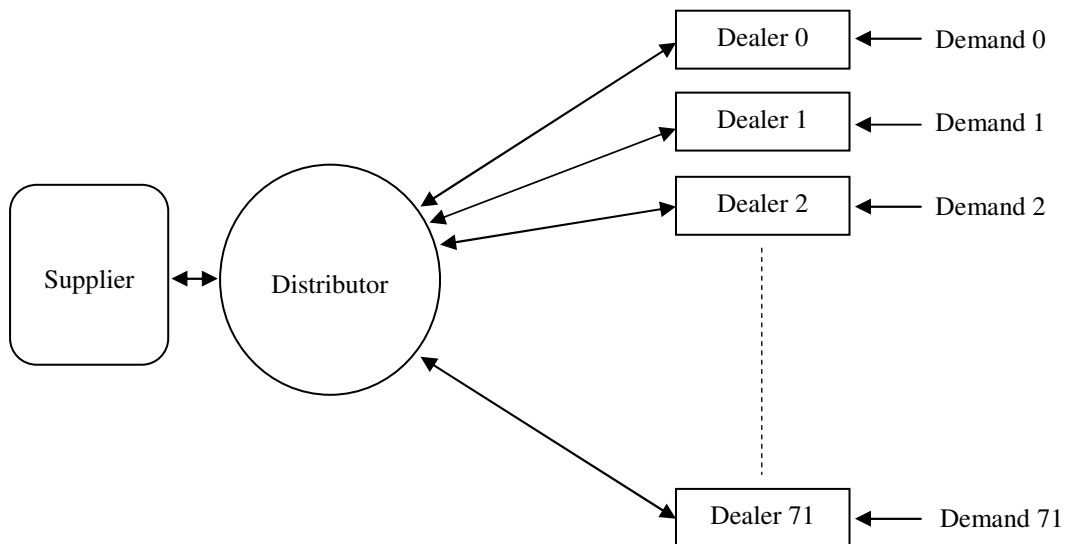 Dealer 0
Demand 0
Dealer 1
Demand 1
Dealer 2
Demand 2
Supplier
Distributor
Dealer 71
Demand 71